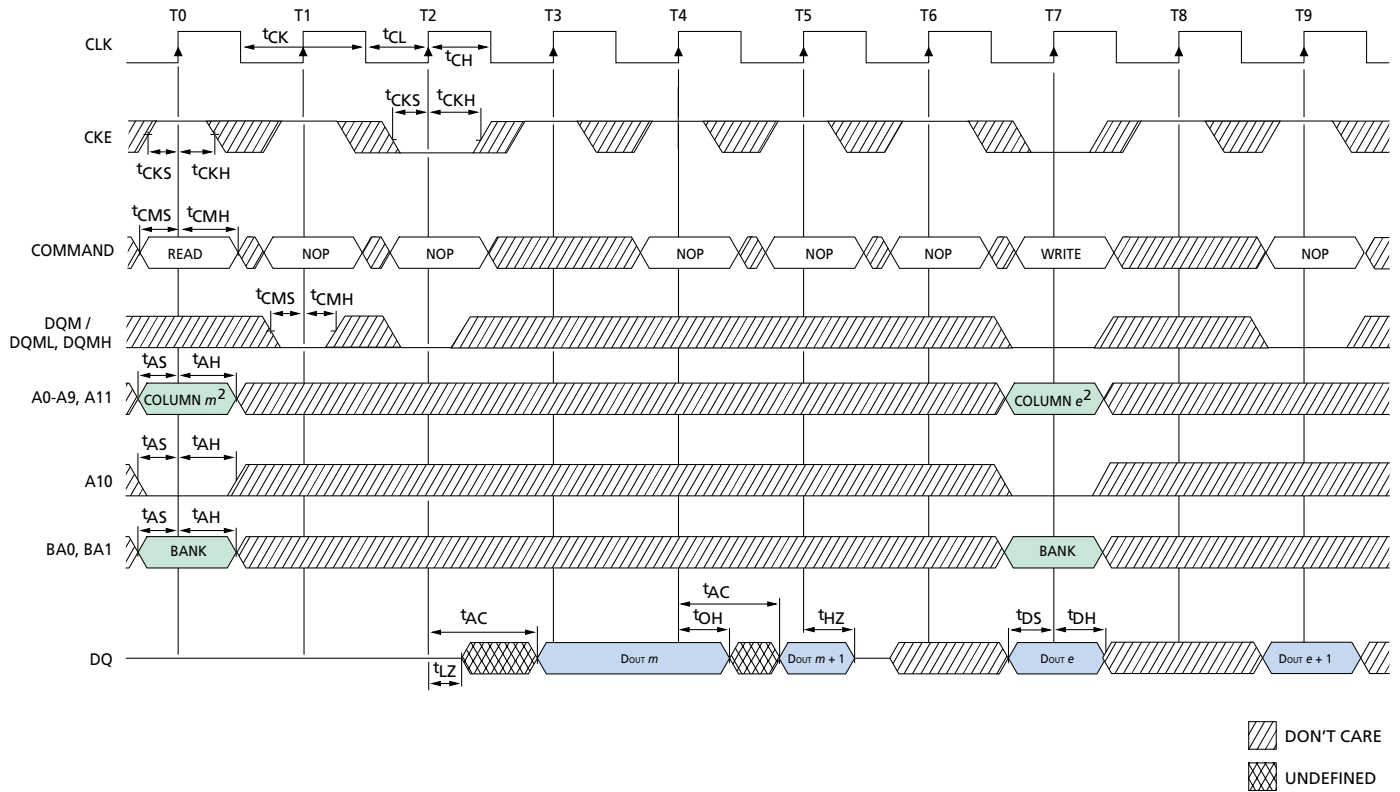 T0 T1 T2 T3 T4 T5 T6 T7 T8 T9
CLK tCK tCL tCH
tCKS tCKH
CKE
tCKS tCKH
tCMS tCMH
COMMAND READ NOP NOP NOP NOP NOP WRITE NOP
tCMS tCMH
DQM /
DQML, DQMH
tAS tAH
A0-A9, A11 COLUMN m2 COLUMN e2
tAS tAH
A10
tAS tAH
BA0, BA1 BANK BANK
tAC
tAC tOH tHZ tDS tDH
DQ DOUT m DOUT m + 1 DOUT e DOUT e + 1
tLZ
DON'T CARE
UNDEFINED